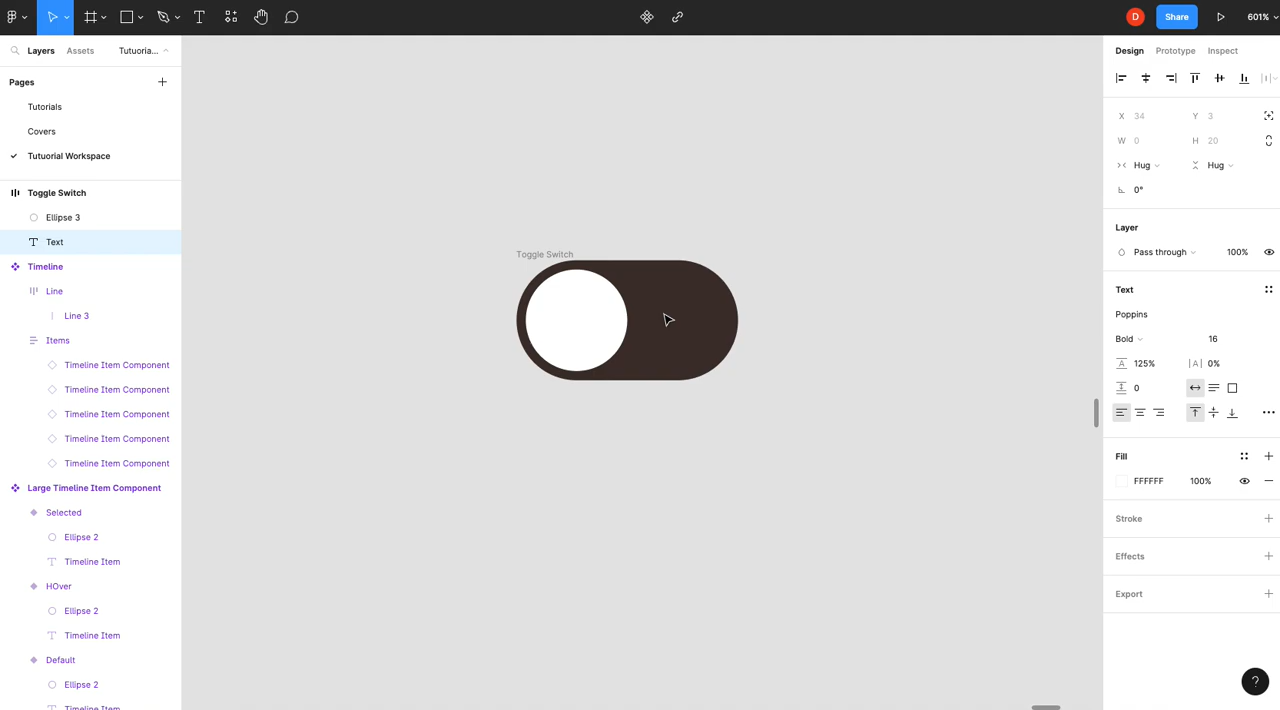 D
Share
601%
Layers
Assets
Tutuoria...
Design
Prototype
Inspect
Pages
Tutorials
Covers
Tutuorial Workspace
Toggle Switch
Ellipse 3
Text
Timeline
Line
Line 3
Items
Timeline Item Component
Timeline Item Component
Timeline Item Component
Timeline Item Component
Timeline Item Component
Large Timeline Item Component
Selected
Ellipse 2
Timeline Item
HOver
Ellipse 2
Timeline Item
Default
Ellipse 2
Timeline Item
Toggle Switch
X 34 Y 3
W 0 H 20
Hug Hug
0°
Layer
Pass through 100%
Text
Poppins
Bold 16
A 125% |A| 0%
0
Fill
FFFFFF 100%
Stroke
Effects
Export
?